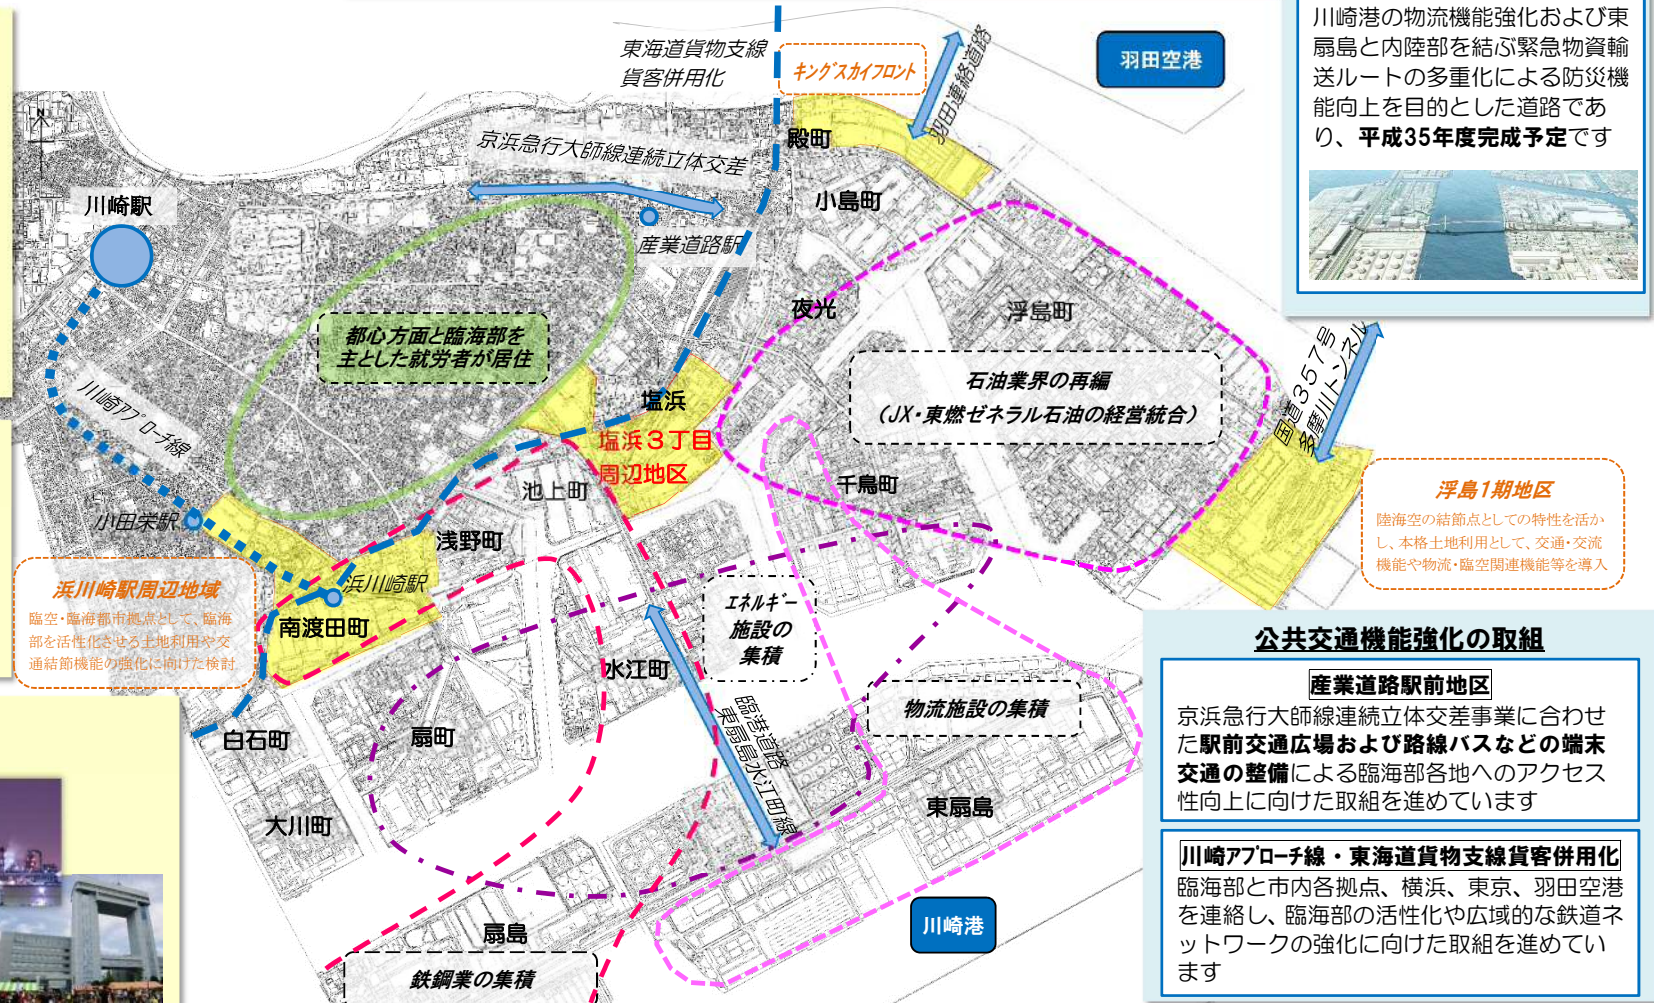 川崎港の物流機能強化および東
扇島と内陸部を結ぶ緊急物資輸
送ルートの多重化による防災機
能向上を目的とした道路であ
り、平成35年度完成予定です
東海道貨物支線
貨客併用化
キングスカイフロント
羽田連絡道路
羽田空港
N
京浜急行大師線連続立体交差
殿町
小島町
川崎駅
産業道路駅
夜光
浮島町
都心方面と臨海部を
主とした就労者が居住
石油業界の再編
（JX・東燃ゼネラル石油の経営統合）
国道357号
多摩川トンネル
川崎アプローチ線
塩浜
塩浜３丁目
周辺地区
池上町
千鳥町
浮島1期地区
陸海空の結節点としての特性を活か
し、本格土地利用として、交通・交流
機能や物流・臨空関連機能等を導入
小田栄駅
浅野町
浜川崎駅
浜川崎駅周辺地域
臨空・臨海都市拠点として、臨海
部を活性化させる土地利用や交
通結節機能の強化に向けた検討
南渡田町
エネルギー
施設の
集積
水江町
物流施設の集積
臨港道路
東扇島水江町線
白石町
扇町
大川町
東扇島
扇島
川崎港
鉄鋼業の集積
公共交通機能強化の取組
産業道路駅前地区
京浜急行大師線連続立体交差事業に合わせ
た駅前交通広場および路線バスなどの端末
交通の整備による臨海部各地へのアクセス
性向上に向けた取組を進めています
川崎アプローチ線・東海道貨物支線貨客併用化
臨海部と市内各拠点、横浜、東京、羽田空港
を連絡し、臨海部の活性化や広域的な鉄道ネ
ットワークの強化に向けた取組を進めてい
ます